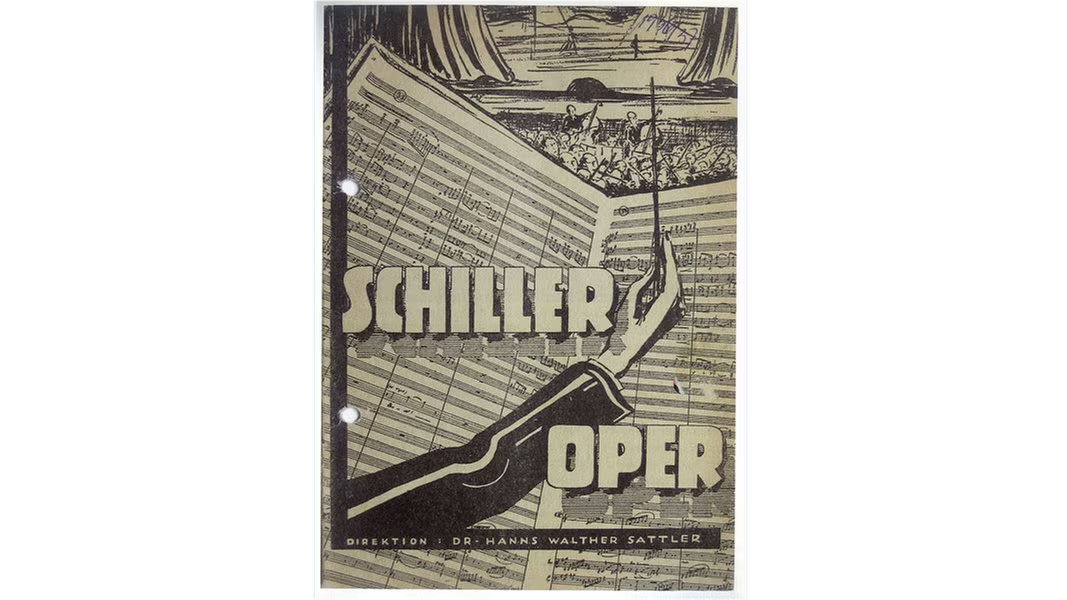 SCHILLER
OPER
DIREKTION : DR- HANNS WALTHER SATTLER